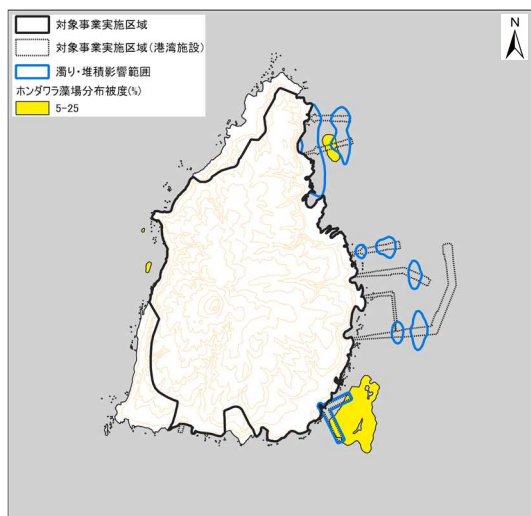 対象事業実施区域
対象事業実施区域(港湾施設)
濁り・堆積影響範囲
ホンダワラ藻場分布被度(%)
5-25
N